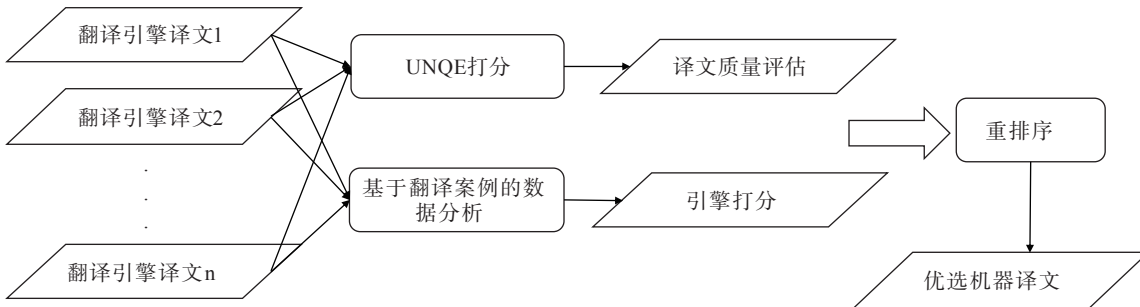 翻译引擎译文1
翻译引擎译文2
.
.
.
翻译引擎译文n
UNQE打分
基于翻译案例的数
据分析
译文质量评估
引擎打分
重排序
优选机器译文